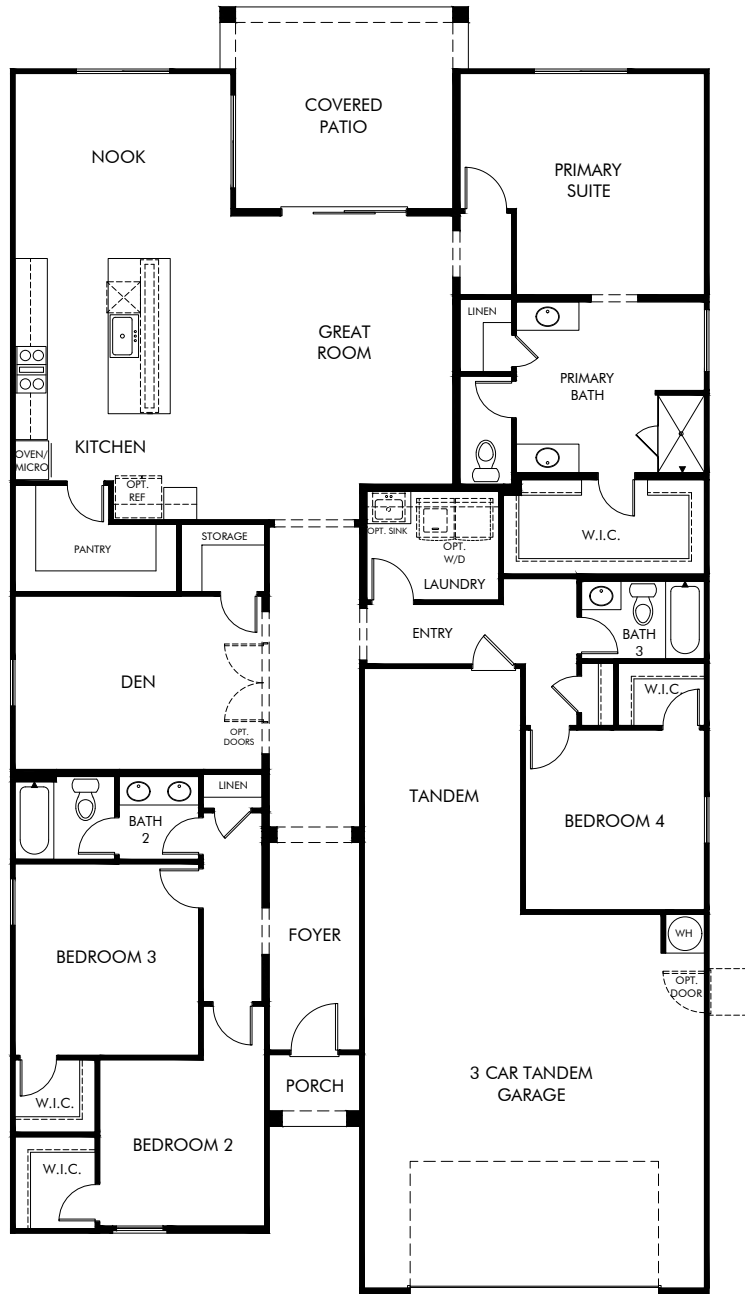 COVERED
PATIO
NOOK
PRIMARY
SUITE
LINEN
GREAT
ROOM
PRIMARY
BATH
KITCHEN
OVEN/
MICRO
OPT.
REF
OPT. SINK
OPT.
W/D
W.I.C.
PANTRY
STORAGE
LAUNDRY
ENTRY
BATH
3
DEN
W.I.C.
OPT.
DOORS
LINEN
TANDEM
BATH
2
BEDROOM 4
FOYER
WH
BEDROOM 3
OPT.
DOOR
3 CAR TANDEM
GARAGE
PORCH
W.I.C.
BEDROOM 2
W.I.C.